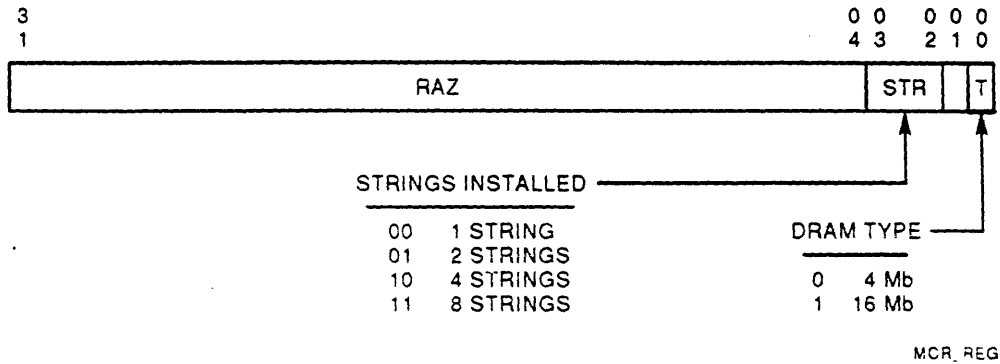 3 0 0 0 0 0
1 4 3 2 1 0
RAZ STR T
STRINGS INSTALLED
00 1 STRING
01 2 STRINGS
10 4 STRINGS
11 8 STRINGS
DRAM TYPE
0 4 Mb
1 16 Mb
MCR_REG